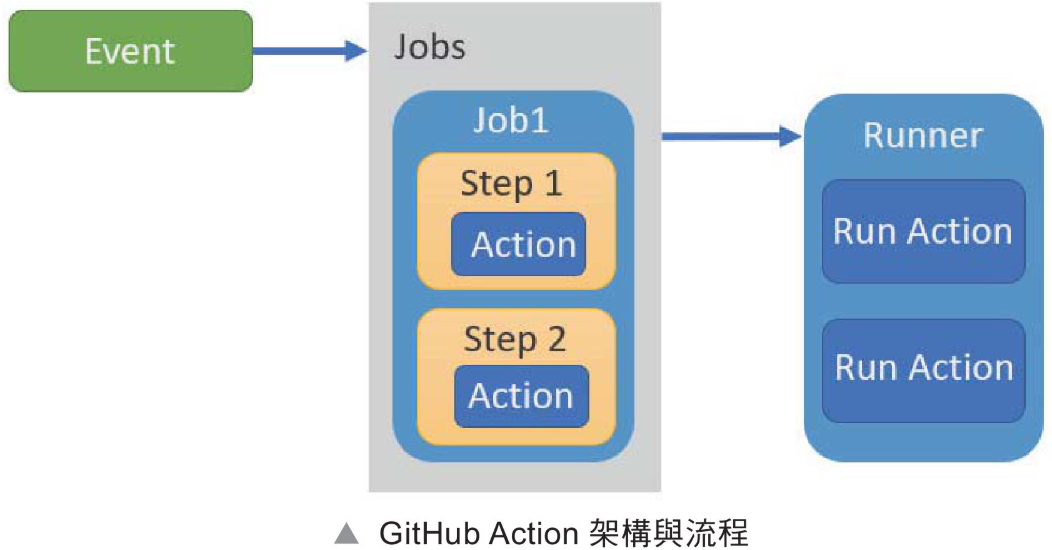 Event
Jobs
Job1
Step 1
Action
Step 2
Action
Runner
Run Action
Run Action
▲ GitHub Action 架構與流程